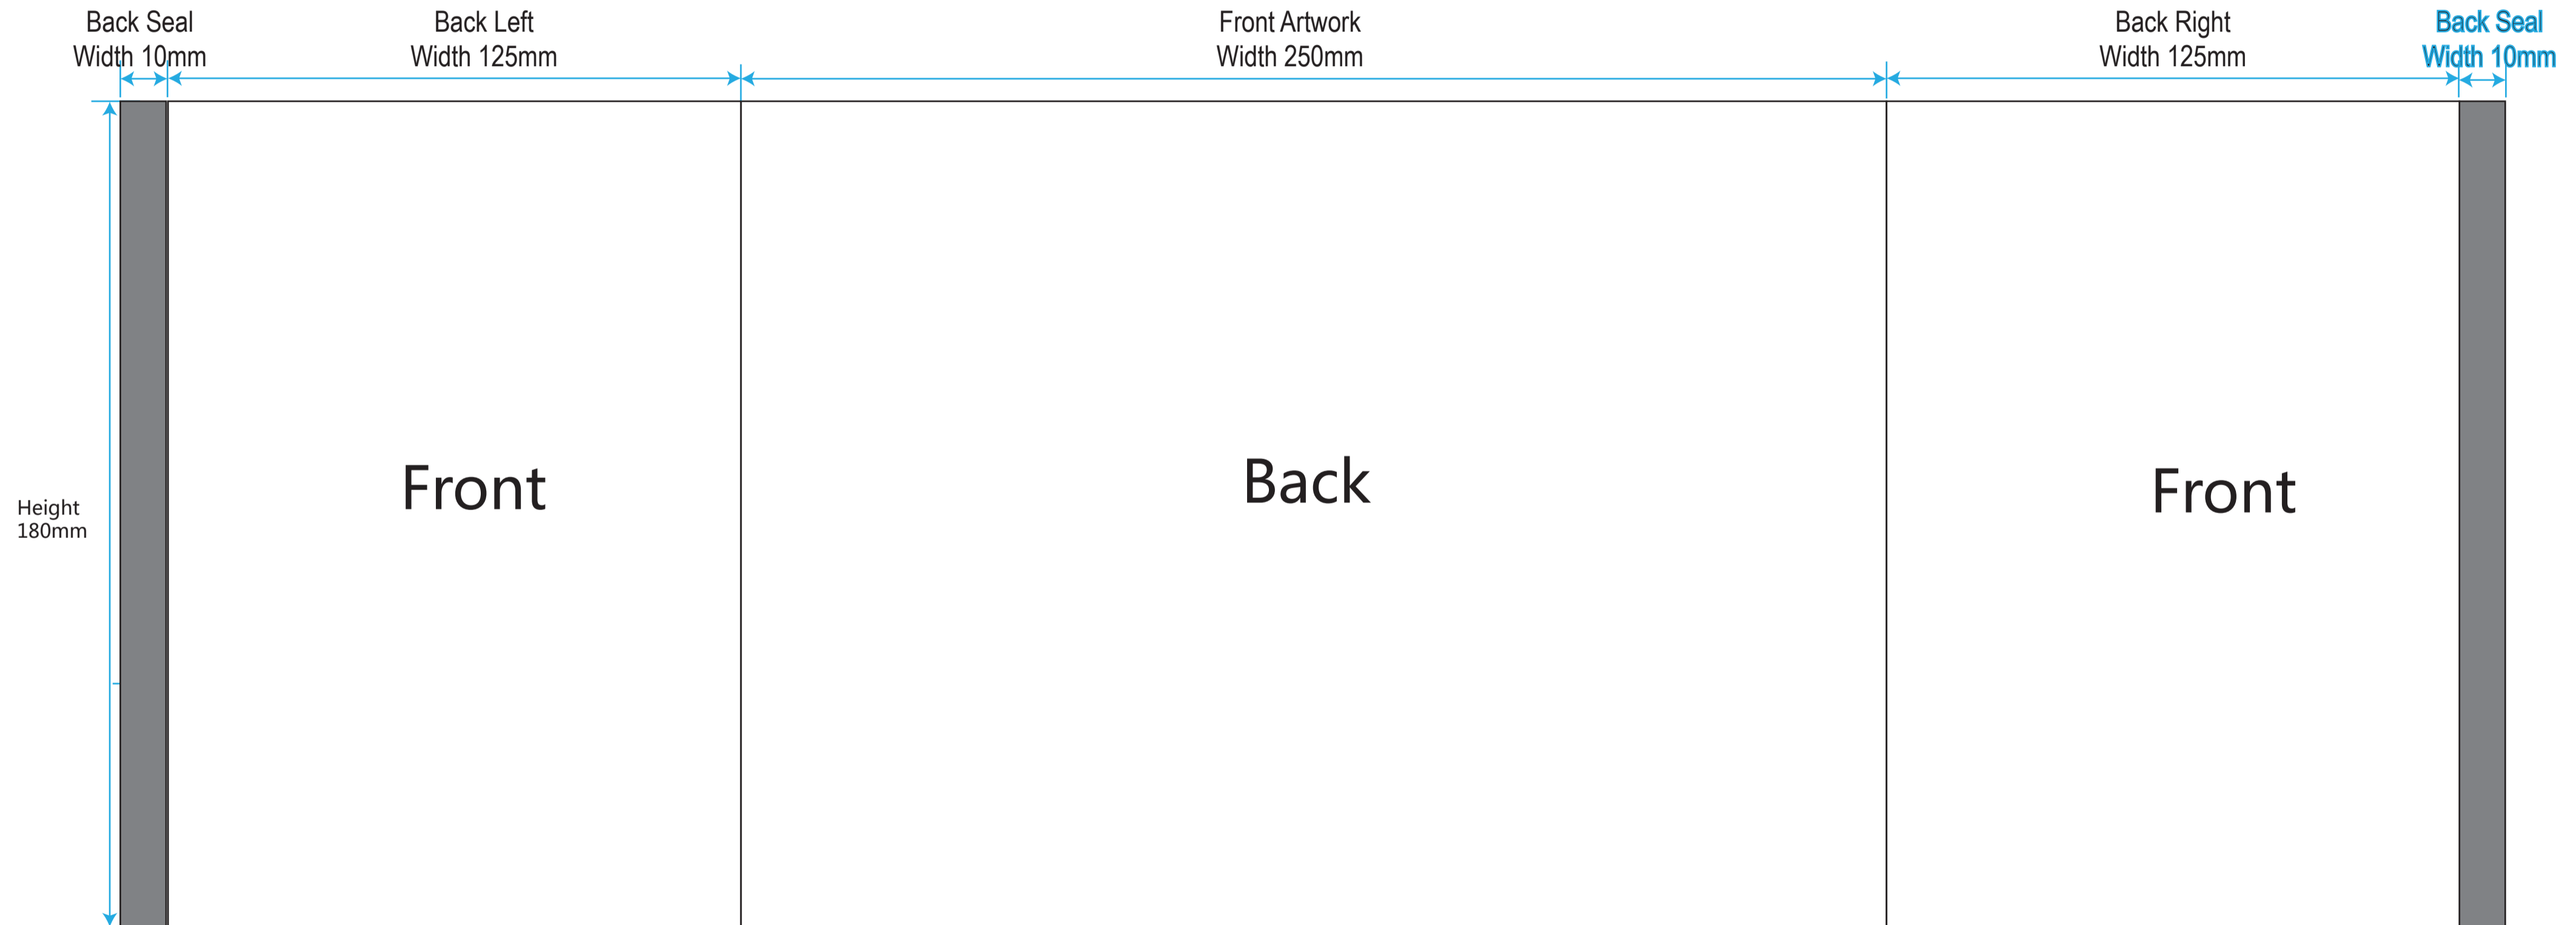 Back Seal
Width 10mm
Back Left
Width 125mm
Front Artwork
Width 250mm
Back Right
Width 125mm
Back Seal
Width 10mm
Front
Back
Front
Height
180mm